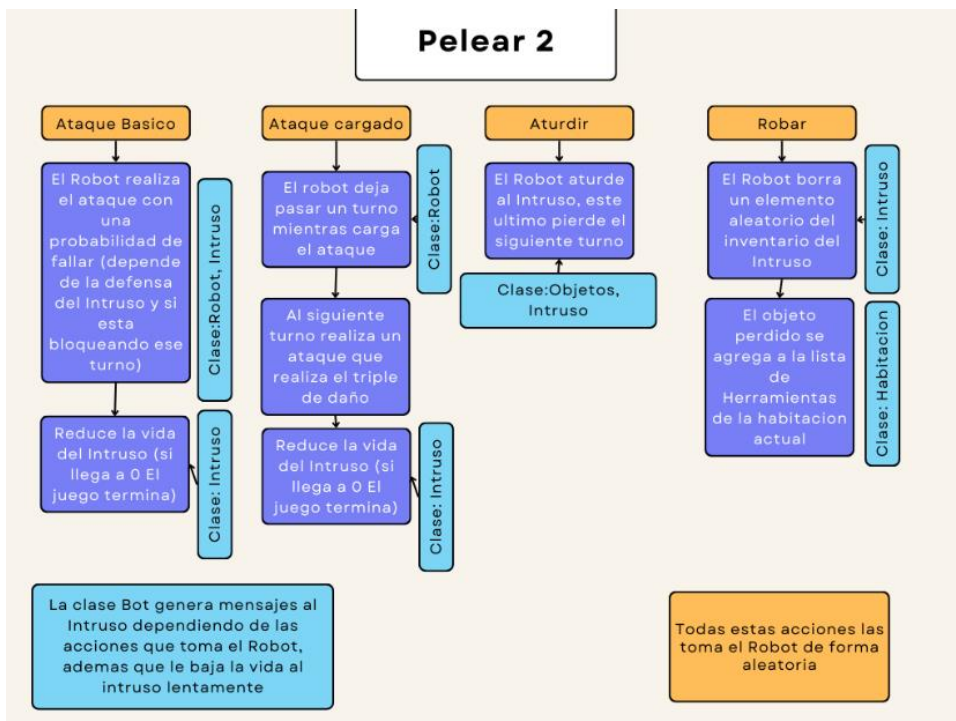 Pelear 2
Ataque Basico
El Robot realiza
el ataque con
una
probabilidad de
fallar (depende
de la defensa
del Intruso y si
esta
bloqueando ese
turno)
Clase:Robot, Intruso
Reduce la vida
del Intruso (si
llega a 0 El
juego termina)
Clase: Intruso
Ataque cargado
El robot deja
pasar un turno
mientras carga
el ataque
Clase:Robot
Al siguiente
turno realiza un
ataque que
realiza el triple
de daño
Reduce la vida
del Intruso (si
llega a 0 El
juego termina)
Clase: Intruso
Aturdir
El Robot aturde
al Intruso, este
ultimo pierde el
siguiente turno
Clase:Objetos,
Intruso
Robar
El Robot borra
un elemento
aleatorio del
inventario del
Intruso
Clase: Intruso
El objeto
perdido se
agrega a la lista
de
Herramientas
de la habitacion
actual
Clase: Habitacion
La clase Bot genera mensajes al
Intruso dependiendo de las
acciones que toma el Robot,
ademas que le baja la vida al
intruso lentamente
Todas estas acciones las
toma el Robot de forma
aleatoria